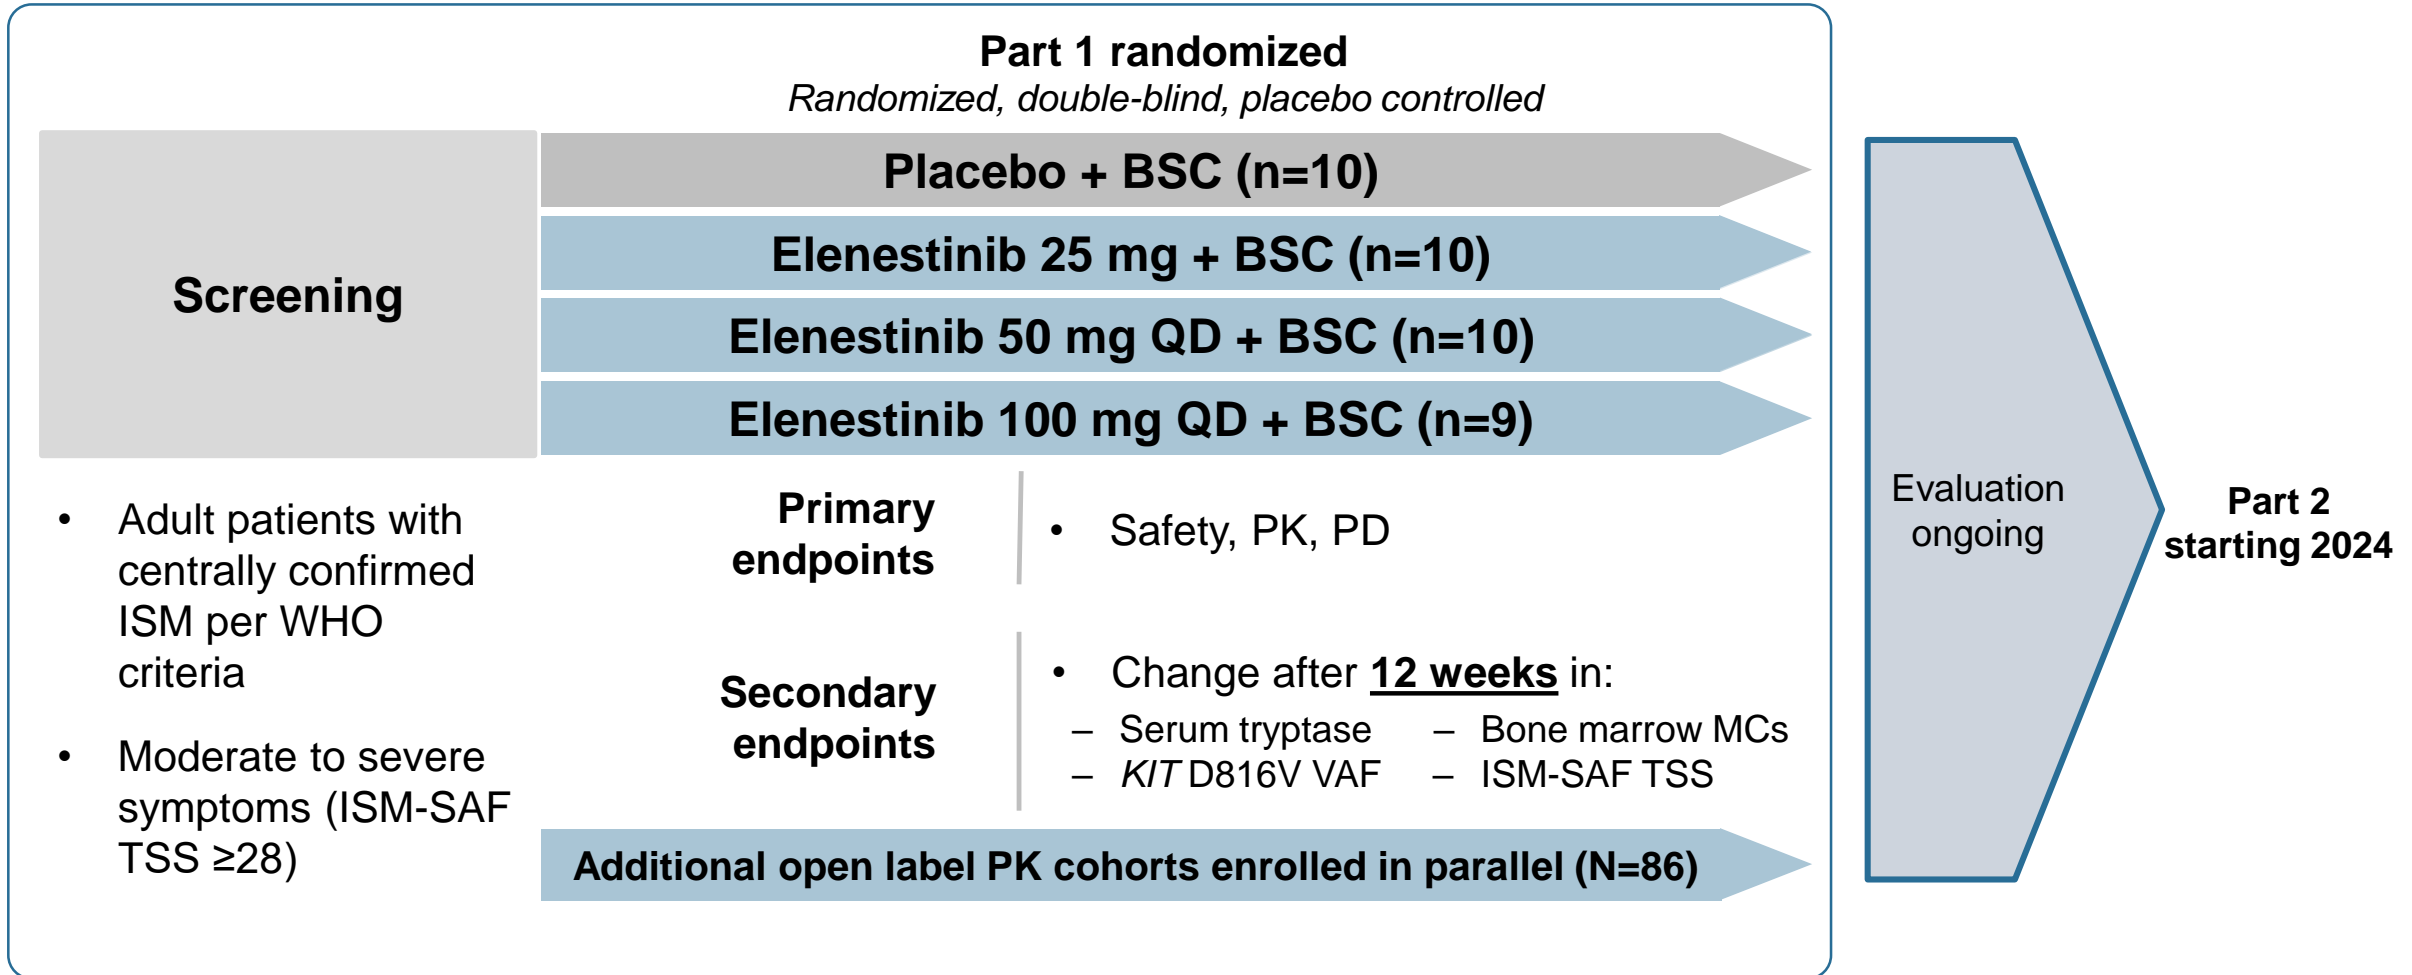 Part 1 randomized
Randomized, double-blind, placebo controlled
Screening
Placebo + BSC (n=10)
Elenestinib 25 mg + BSC (n=10)
Elenestinib 50 mg QD + BSC (n=10)
Elenestinib 100 mg QD + BSC (n=9)
• Adult patients with
centrally confirmed
ISM per WHO
criteria
• Moderate to severe
symptoms (ISM-SAF
TSS ≥28)
Primary
endpoints
• Safety, PK, PD
Secondary
endpoints
• Change after 12 weeks in:
– Serum tryptase – Bone marrow MCs
– KIT D816V VAF – ISM-SAF TSS
Additional open label PK cohorts enrolled in parallel (N=86)
Evaluation
ongoing
Part 2
starting 2024